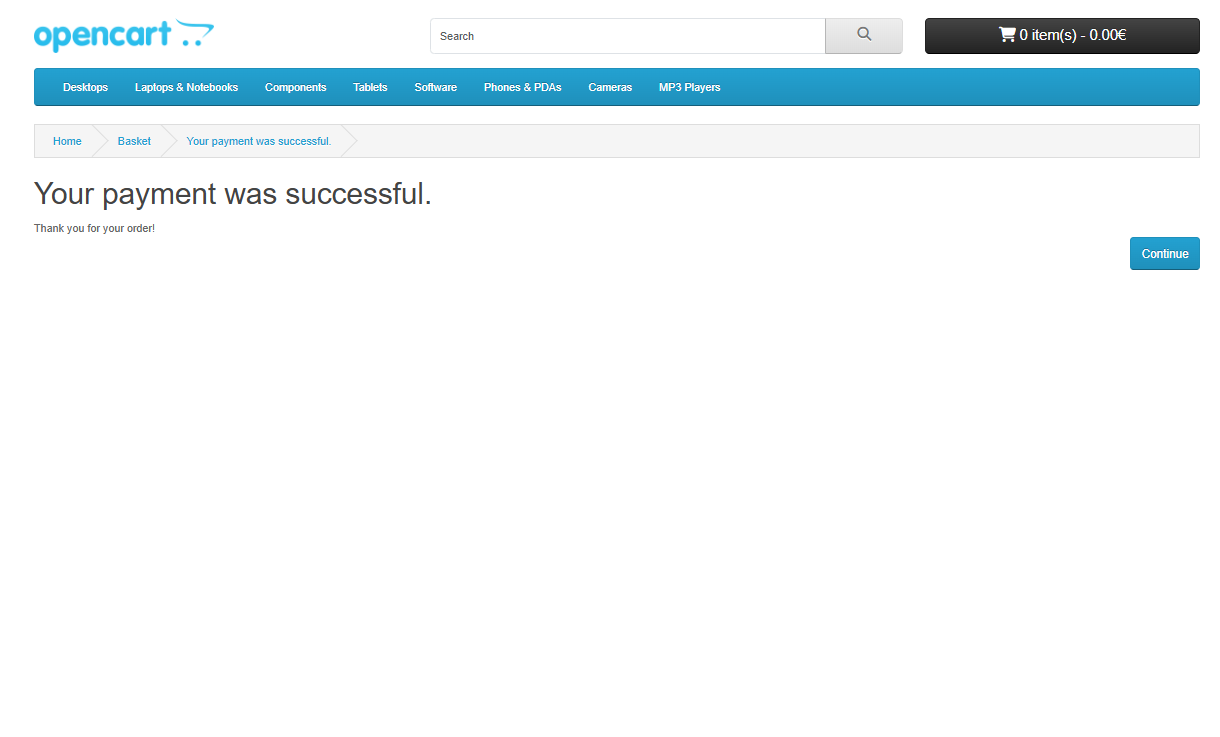 opencart
Search
0 item(s) - 0.00€
Desktops Laptops & Notebooks Components Tablets Software Phones & PDAs Cameras MP3 Players
Home Basket Your payment was successful.
Your payment was successful.
Thank you for your order!
Continue